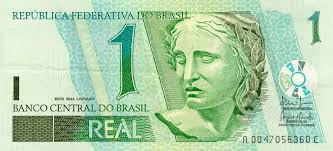 REPÚBLICA FEDERATIVA DO BRASIL
1
1
BANCO CENTRAL DO BRASIL
REAL
A 0047056360 C